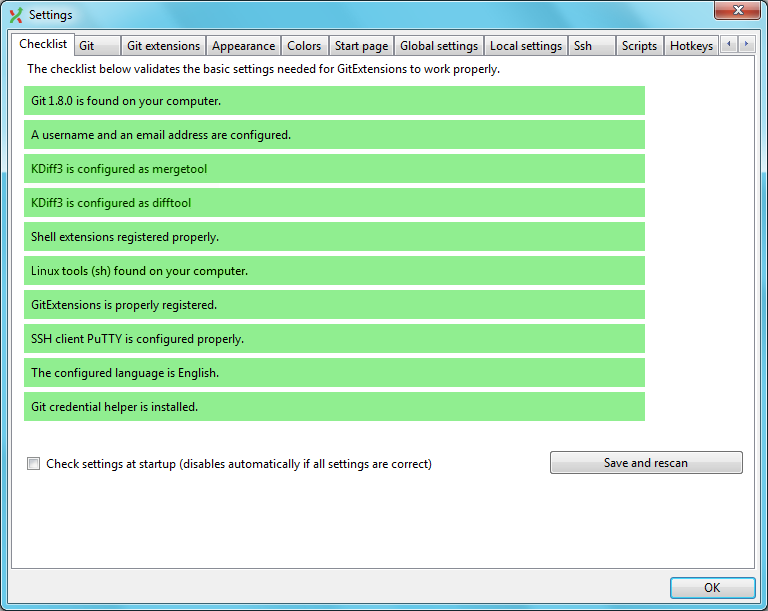 Settings
Checklist Git Git extensions Appearance Colors Start page Global settings Local settings Ssh Scripts Hotkeys
The checklist below validates the basic settings needed for GitExtensions to work properly.
Git 1.8.0 is found on your computer.
A username and an email address are configured.
KDiff3 is configured as mergetool
KDiff3 is configured as difftool
Shell extensions registered properly.
Linux tools (sh) found on your computer.
GitExtensions is properly registered.
SSH client PuTTY is configured properly.
The configured language is English.
Git credential helper is installed.
Check settings at startup (disables automatically if all settings are correct) Save and rescan
OK